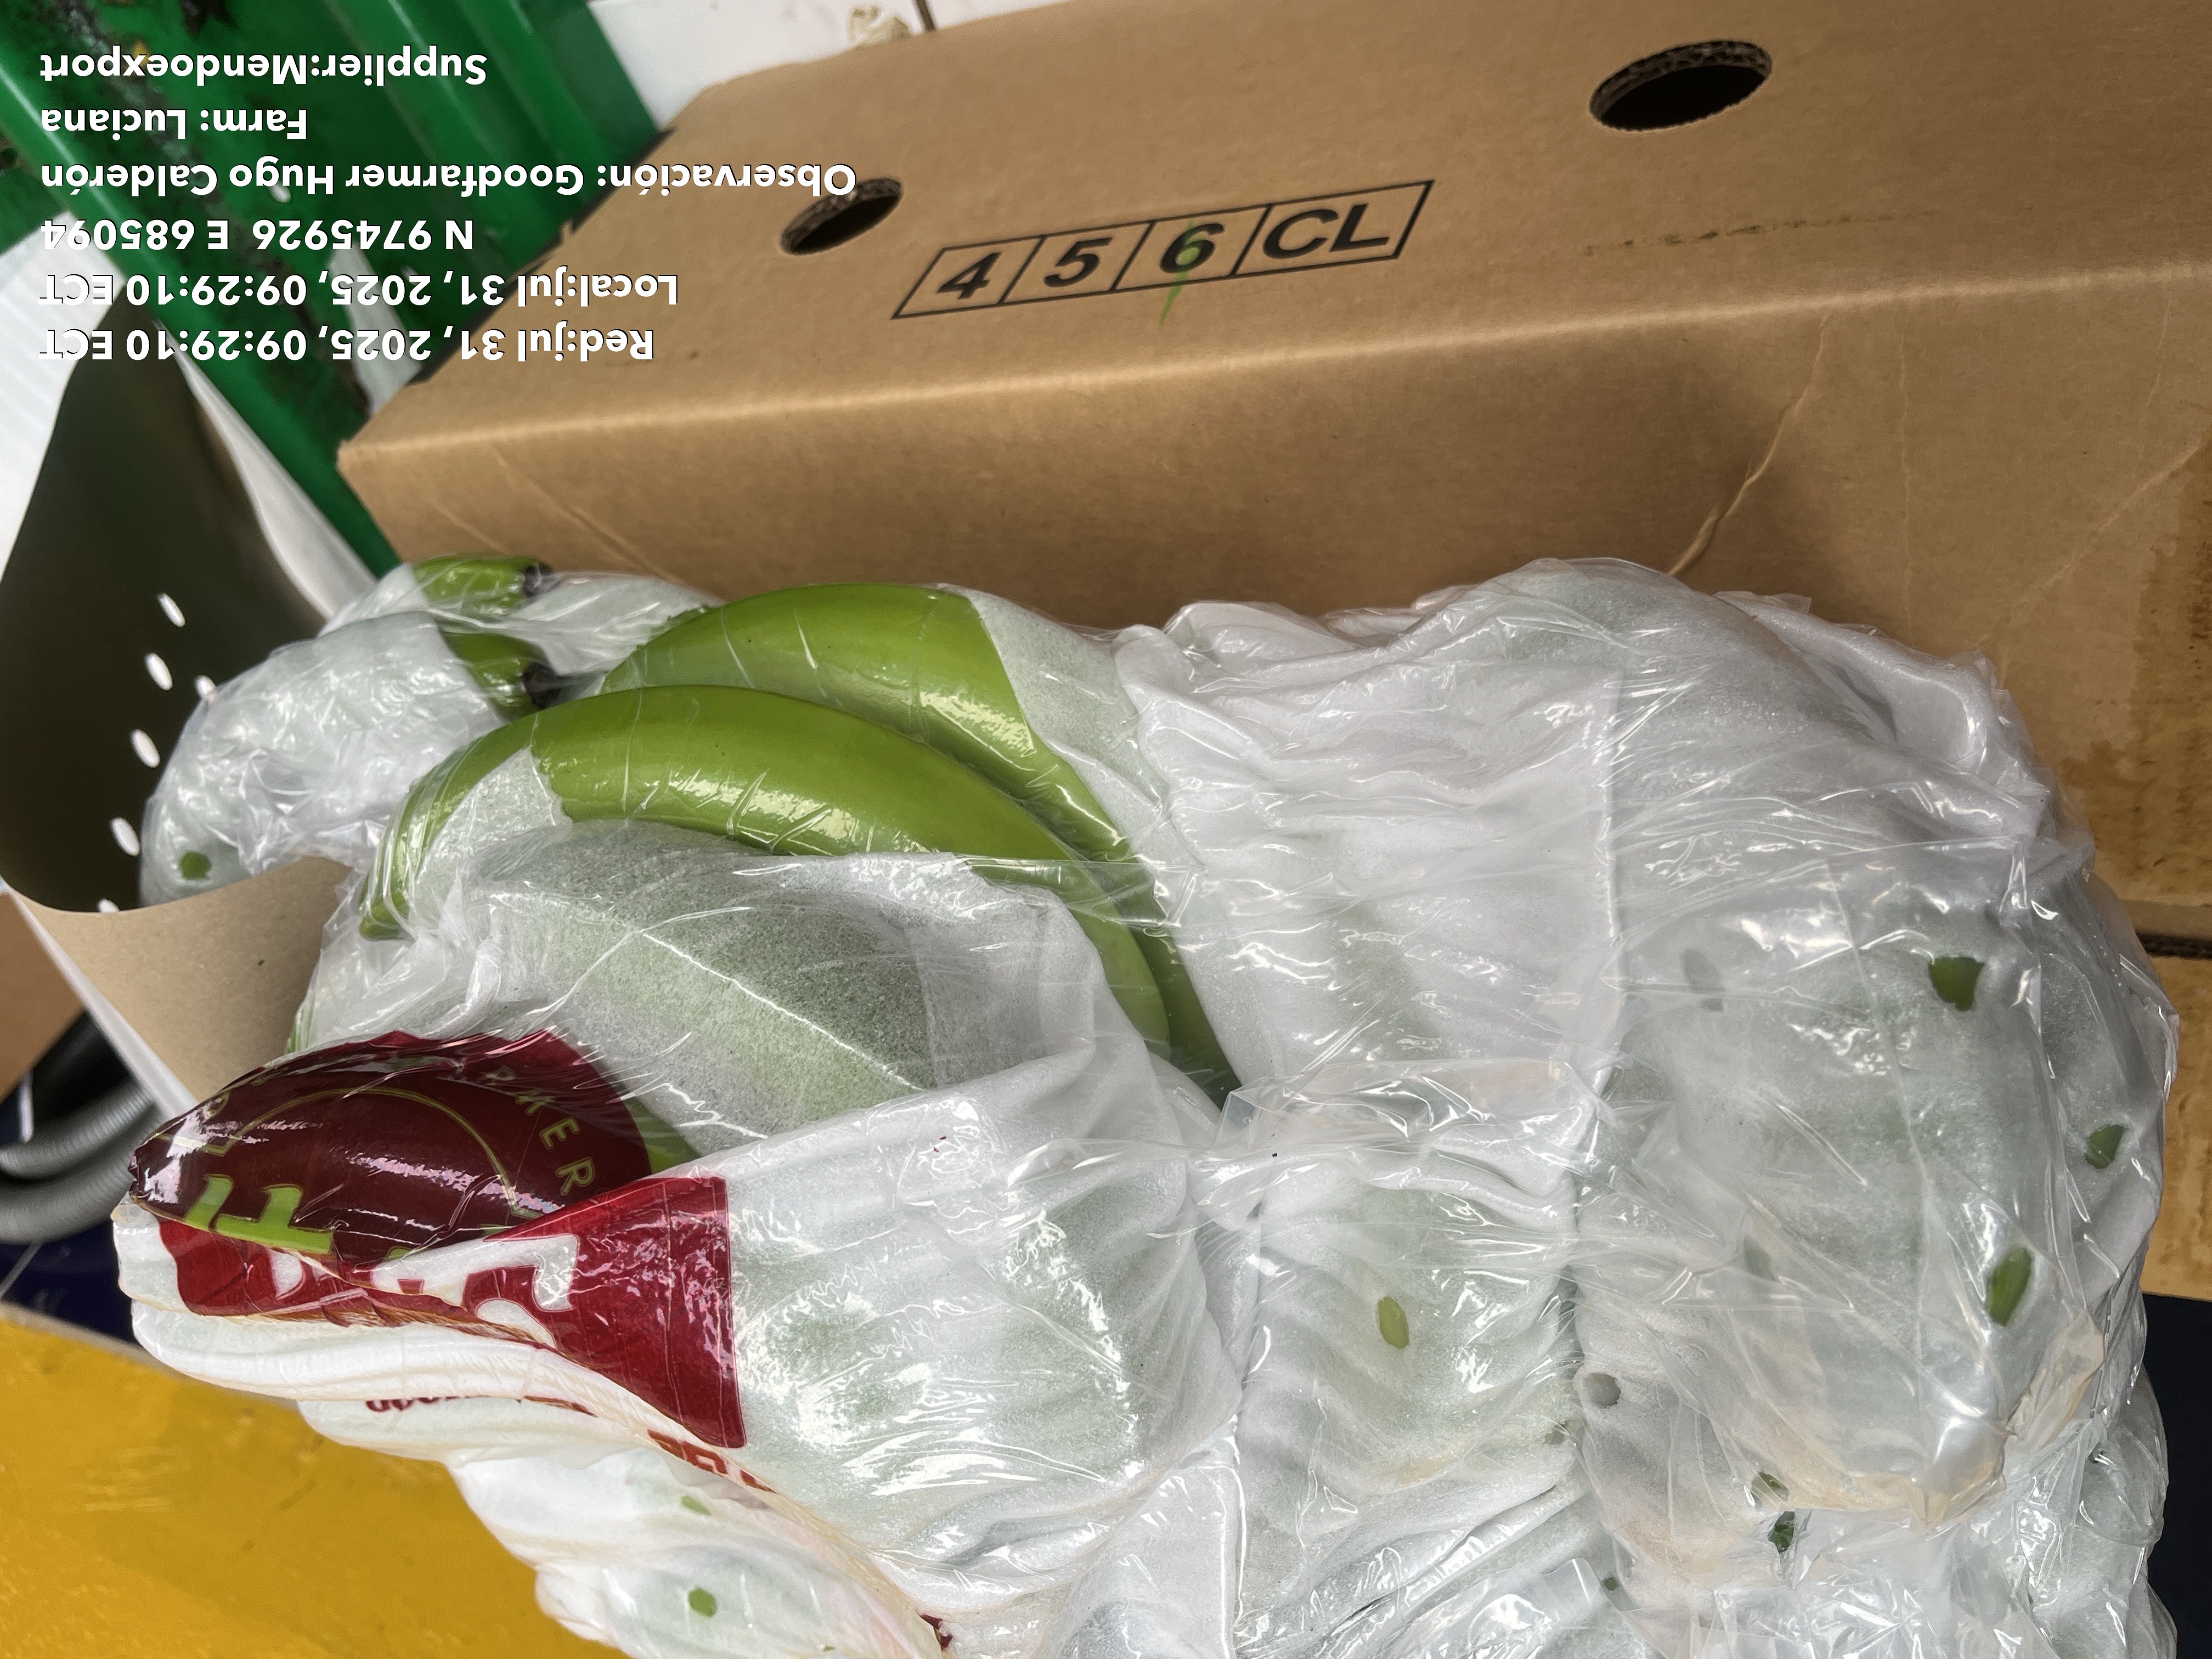 4 5 6 CL
Red:jul 31, 2025, 09:29:10 ECT
Local:jul 31, 2025, 09:29:10 ECT
N 9745926 E 685094
Observación: Goodfarmer Hugo Calderón
Farm: Luciana
Supplier:Mendoexport